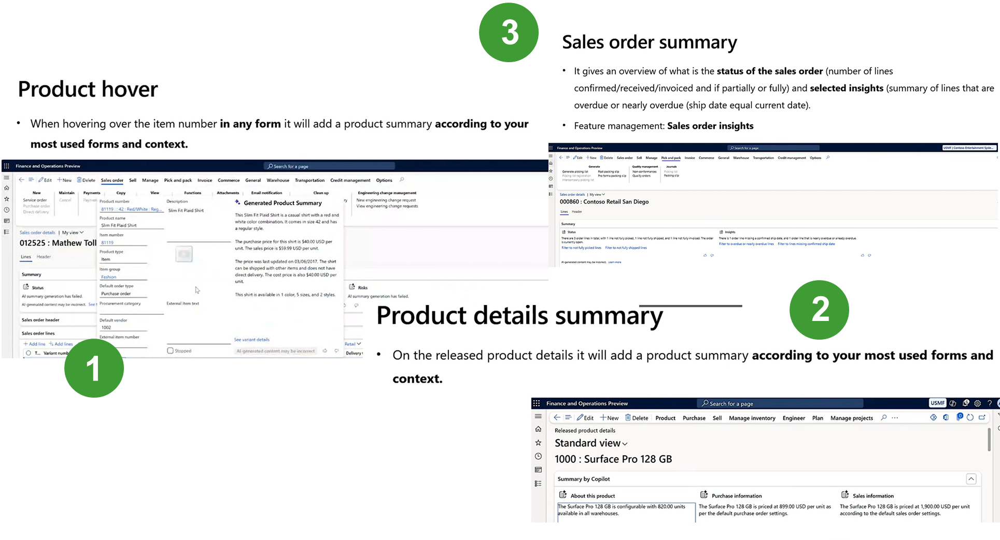 3
Sales order summary
• It gives an overview of what is the status of the sales order (number of lines
confirmed/received/invoiced and if partially or fully) and selected insights (summary of lines that are
overdue or nearly overdue (ship date equal current date).
• Feature management: Sales order insights
Product hover
• When hovering over the item number in any form it will add a product summary according to your
most used forms and context.
Finance and Operations Preview
Search for a page
Edit New Delete Sales order Sell Manage Pick and pack Invoice Commerce General Warehouse Transportation Credit management Options
New Maintain Payments Copy View Functions Attachments Email notification Clean up Engineering change management
Service order
Purchase order
Direct delivery
Cancel
New engineering change request
View engineering change requests
Sales order details | My view
012525 : Mathew Toll
Lines Header
Summary
Status
AI summary generation has failed.
AI-generated content may be incorrect. See
Sales order header
Sales order lines
Add line Add lines
T... Variant numb
Product number
81119 : : 42 : Red/White : Reg...
Product name
Slim Fit Plaid Shirt
Item number
81119
Product type
Item
Item group
Fashion
Default order type
Purchase order
Procurement category
Default vendor
1002
External item number
Description
Slim Fit Plaid Shirt
External item text
Stopped
Generated Product Summary
This Slim Fit Plaid Shirt is a casual shirt with a red and
white color combination. It comes in size 42 and has
a regular style.
The purchase price for this shirt is $40.00 USD per
unit. The sales price is $59.99 USD per unit.
The price was last updated on 03/06/2017. The shirt
can be shipped with other items and does not have
direct delivery. The cost price is also $40.00 USD per
unit.
This shirt is available in 1 color, 5 sizes, and 2 styles.
See variant details
AI-generated content may be incorrect
Risks
AI summary generation has failed.
Retail
Delivery
1
Finance and Operations Preview
Search for a page
USMF | Contoso Entertainment Syste...
Edit New Delete Sales order Sell Manage Pick and pack Invoice Commerce General Warehouse Transportation Credit management Options
Generate Quality management Journals
Generate picking list Post packing slip Non conformances Picking list
Picking list registration Pro forma packing slip Quality orders Packing slip
Intercompany picking list
Sales order details | My view
000860 : Contoso Retail San Diego
Lines Header
Summary
Status
There are 3 order lines in total, with 1 line not fully picked, 1 line not fully shipped, and 1 line not fully invoiced. The order
is currently open.
Filter to not fully picked lines Filter to not fully shipped lines
Insights
There is 1 order line missing a confirmed ship date, and 1 order line that is nearly overdue or already overdue.
Filter to overdue or nearly overdue lines Filter to lines missing confirmed ship date
AI-generated content may be incorrect. Learn more
2
Product details summary
• On the released product details it will add a product summary according to your most used forms and
context.
Finance and Operations Preview
Search for a page
USMF
Edit New Delete Product Purchase Sell Manage inventory Engineer Plan Manage projects ...
Released product details
Standard view
1000 : Surface Pro 128 GB
Summary by Copilot
About this product
The Surface Pro 128 GB is configurable with 820.00 units
available in all warehouses.
Purchase information
The Surface Pro 128 GB is priced at 899.00 USD per unit as
per the default purchase order settings.
Sales information
The Surface Pro 128 GB is priced at 1,900.00 USD per unit
according to the default sales order settings.